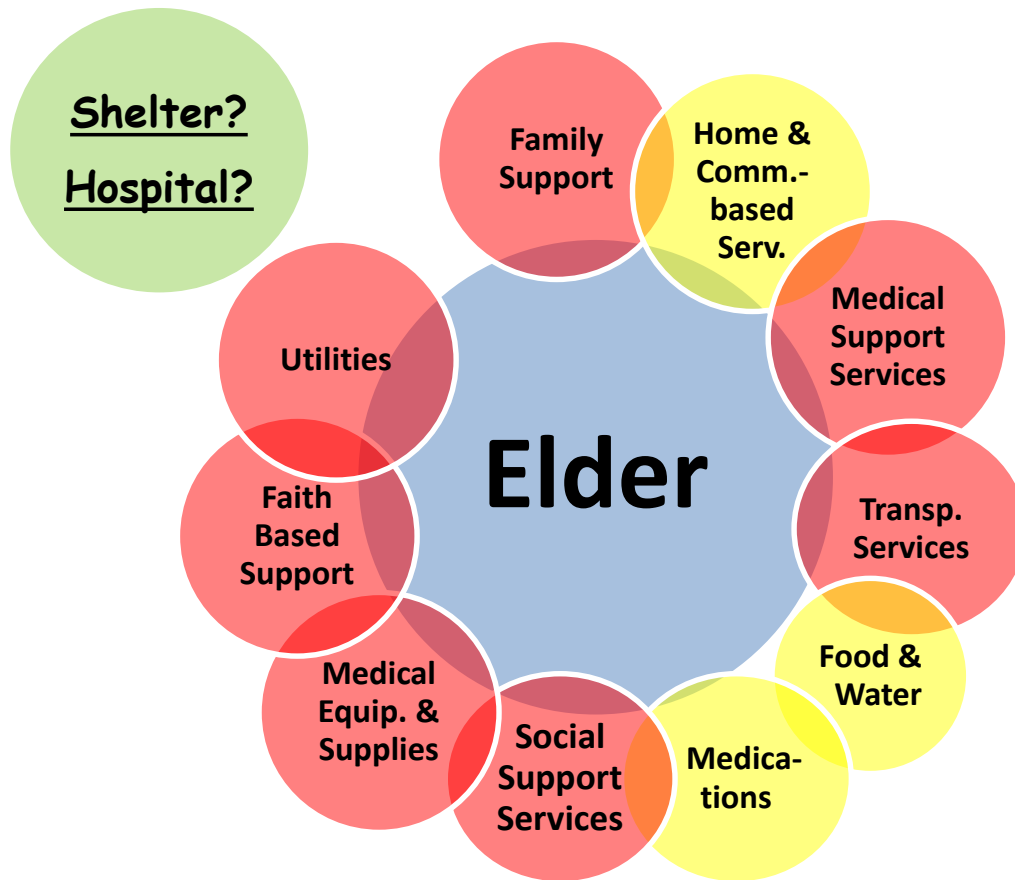 Shelter?
Hospital?
Family
Support
Home &
Comm.-
based
Serv.
Medical
Support
Services
Utilities
Elder
Faith
Based
Support
Transp.
Services
Food &
Water
Medical
Equip. &
Supplies
Social
Support
Services
Medica-
tions